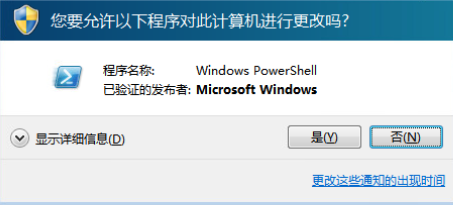 您要允许以下程序对此计算机进行更改吗?
程序名称: Windows PowerShell
已验证的发布者: Microsoft Windows
显示详细信息(D)
是(Y)
否(N)
更改这些通知的出现时间